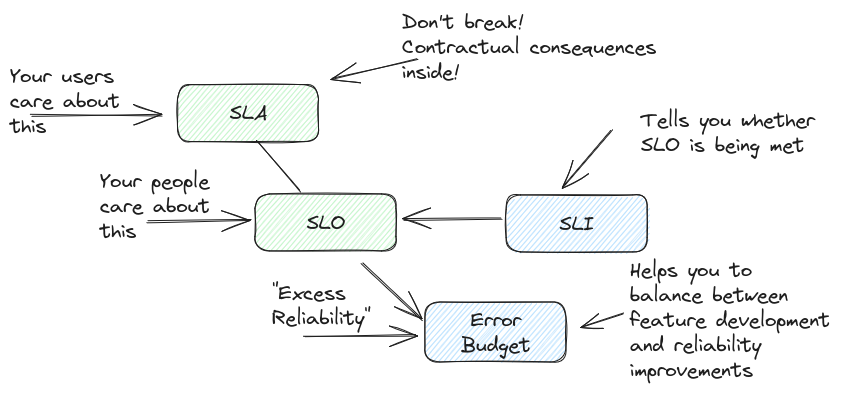 Don't break!
Contractual consequences
inside!
Your users
care about
this
SLA
Tells you whether
SLO is being met
Your people
care about
this
SLO
SLI
Helps you to
balance between
feature development
and reliability
improvements
"Excess
Reliability"
Error
Budget